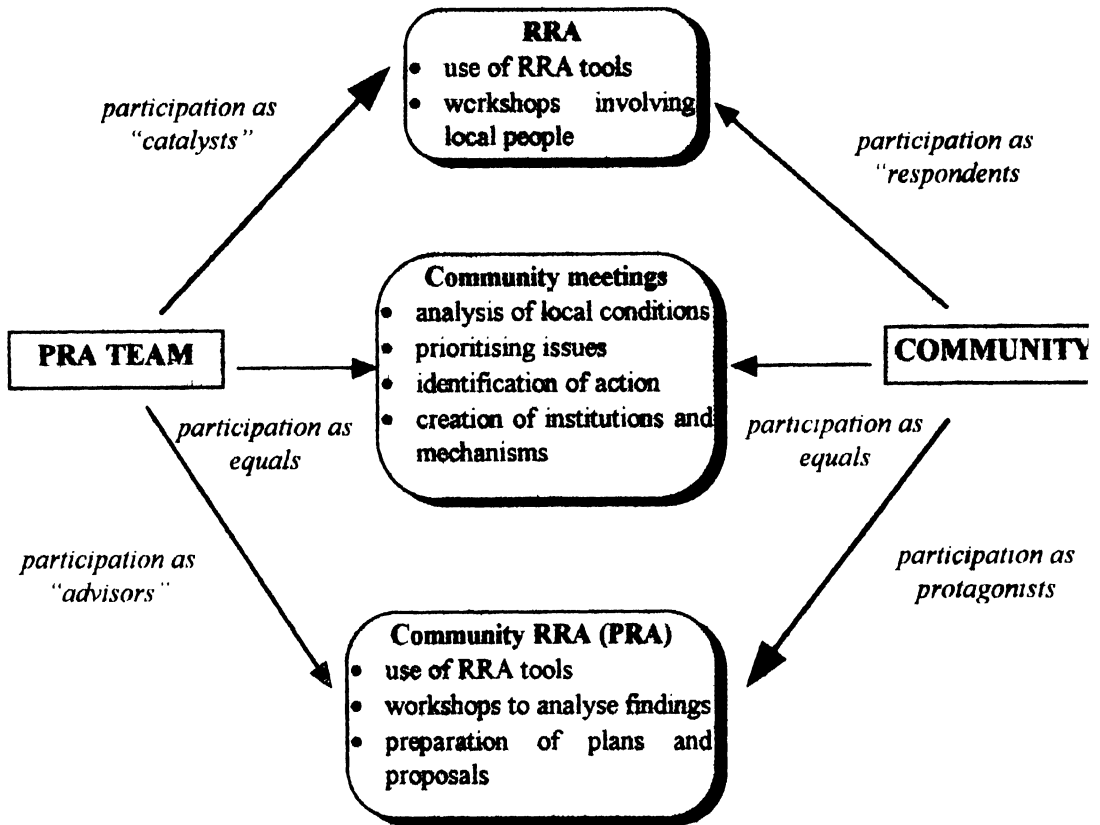 RRA
• use of RRA tools
• workshops involving
local people
participation as
“catalysts”
participation as
“respondents
Community meetings
• analysis of local conditions
• prioritising issues
• identification of action
• creation of institutions and
mechanisms
PRA TEAM
COMMUNITY
participation as
equals
participation as
equals
participation as
“advisors”
participation as
protagonists
Community RRA (PRA)
• use of RRA tools
• workshops to analyse findings
• preparation of plans and
proposals